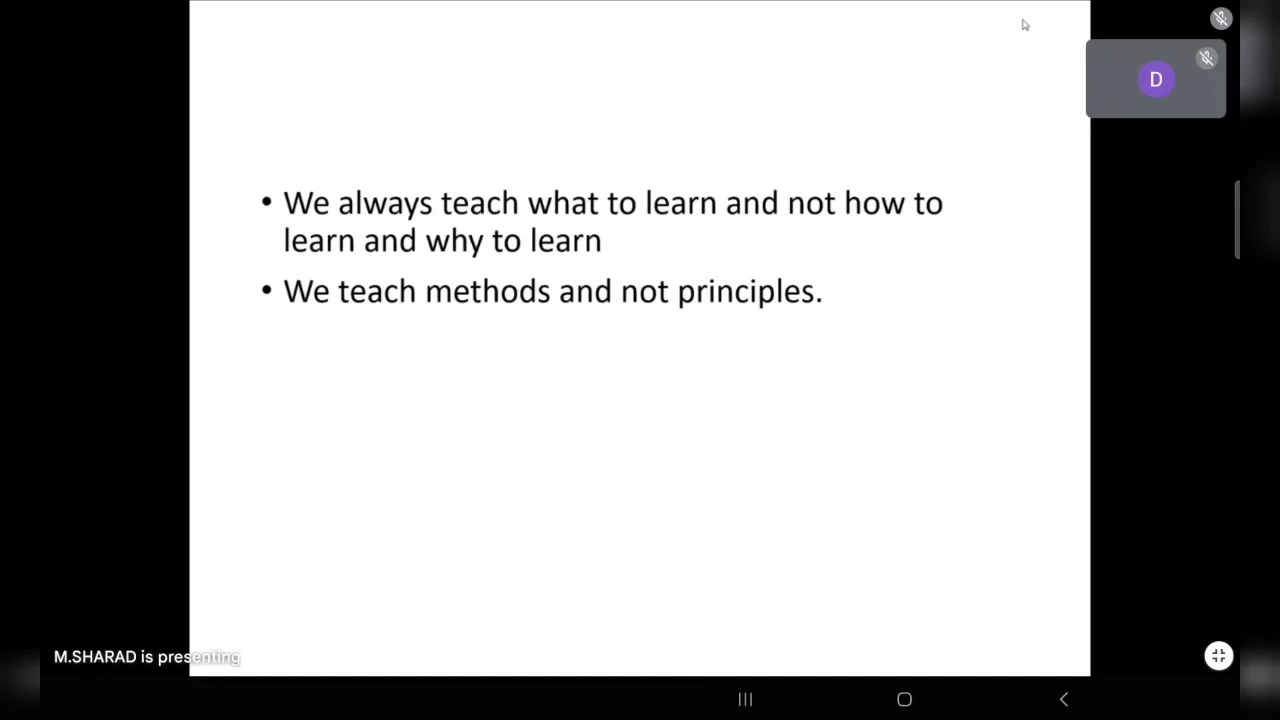 D
• We always teach what to learn and not how to
learn and why to learn
• We teach methods and not principles.
M.SHARAD is presenting